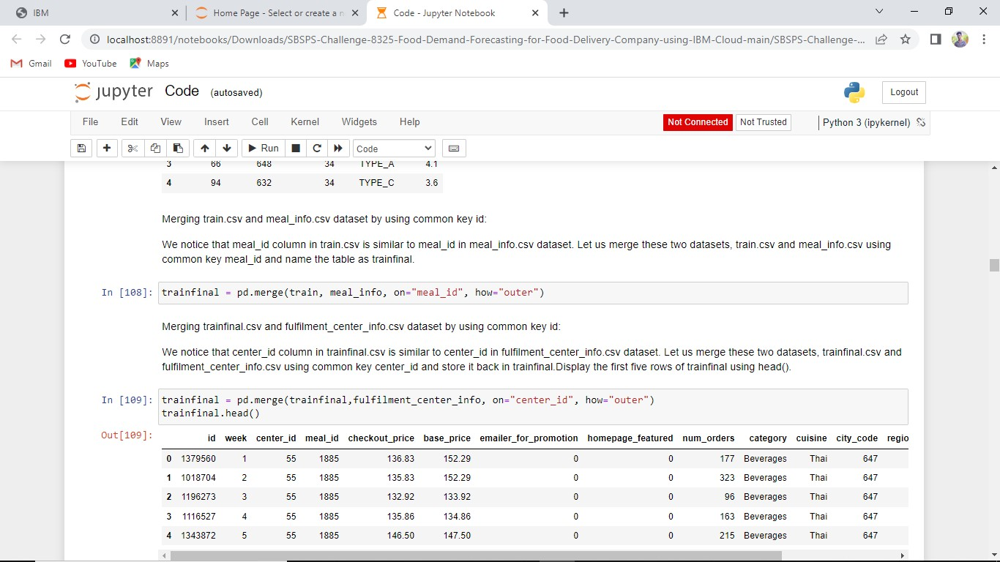 IBM
Home Page - Select or create a n
Code - Jupyter Notebook
localhost:8891/notebooks/Downloads/SBSPS-Challenge-8325-Food-Demand-Forecasting-for-Food-Delivery-Company-using-IBM-Cloud-main/SBSPS-Challenge-...
Gmail YouTube Maps
jupyter Code (autosaved) Logout
File Edit View Insert Cell Kernel Widgets Help Not Connected Not Trusted Python 3 (ipykernel)
Run Code
3 66 648 34 TYPE_A 4.1
4 94 632 34 TYPE_C 3.6
Merging train.csv and meal_info.csv dataset by using common key id:
We notice that meal_id column in train.csv is similar to meal_id in meal_info.csv dataset. Let us merge these two datasets, train.csv and meal_info.csv using
common key meal_id and name the table as trainfinal.
In [108]: trainfinal = pd.merge(train, meal_info, on="meal_id", how="outer")
Merging trainfinal.csv and fulfilment_center_info.csv dataset by using common key id:
We notice that center_id column in trainfinal.csv is similar to center_id in fulfilment_center_info.csv dataset. Let us merge these two datasets, trainfinal.csv and
fulfilment_center_info.csv using common key center_id and store it back in trainfinal.Display the first five rows of trainfinal using head().
In [109]: trainfinal = pd.merge(trainfinal,fulfilment_center_info, on="center_id", how="outer")
trainfinal.head()
Out[109]: id week center_id meal_id checkout_price base_price emailer_for_promotion homepage_featured num_orders category cuisine city_code regio
0 1379560 1 55 1885 136.83 152.29 0 0 177 Beverages Thai 647
1 1018704 2 55 1885 135.83 152.29 0 0 323 Beverages Thai 647
2 1196273 3 55 1885 132.92 133.92 0 0 96 Beverages Thai 647
3 1116527 4 55 1885 135.86 134.86 0 0 163 Beverages Thai 647
4 1343872 5 55 1885 146.50 147.50 0 0 215 Beverages Thai 647